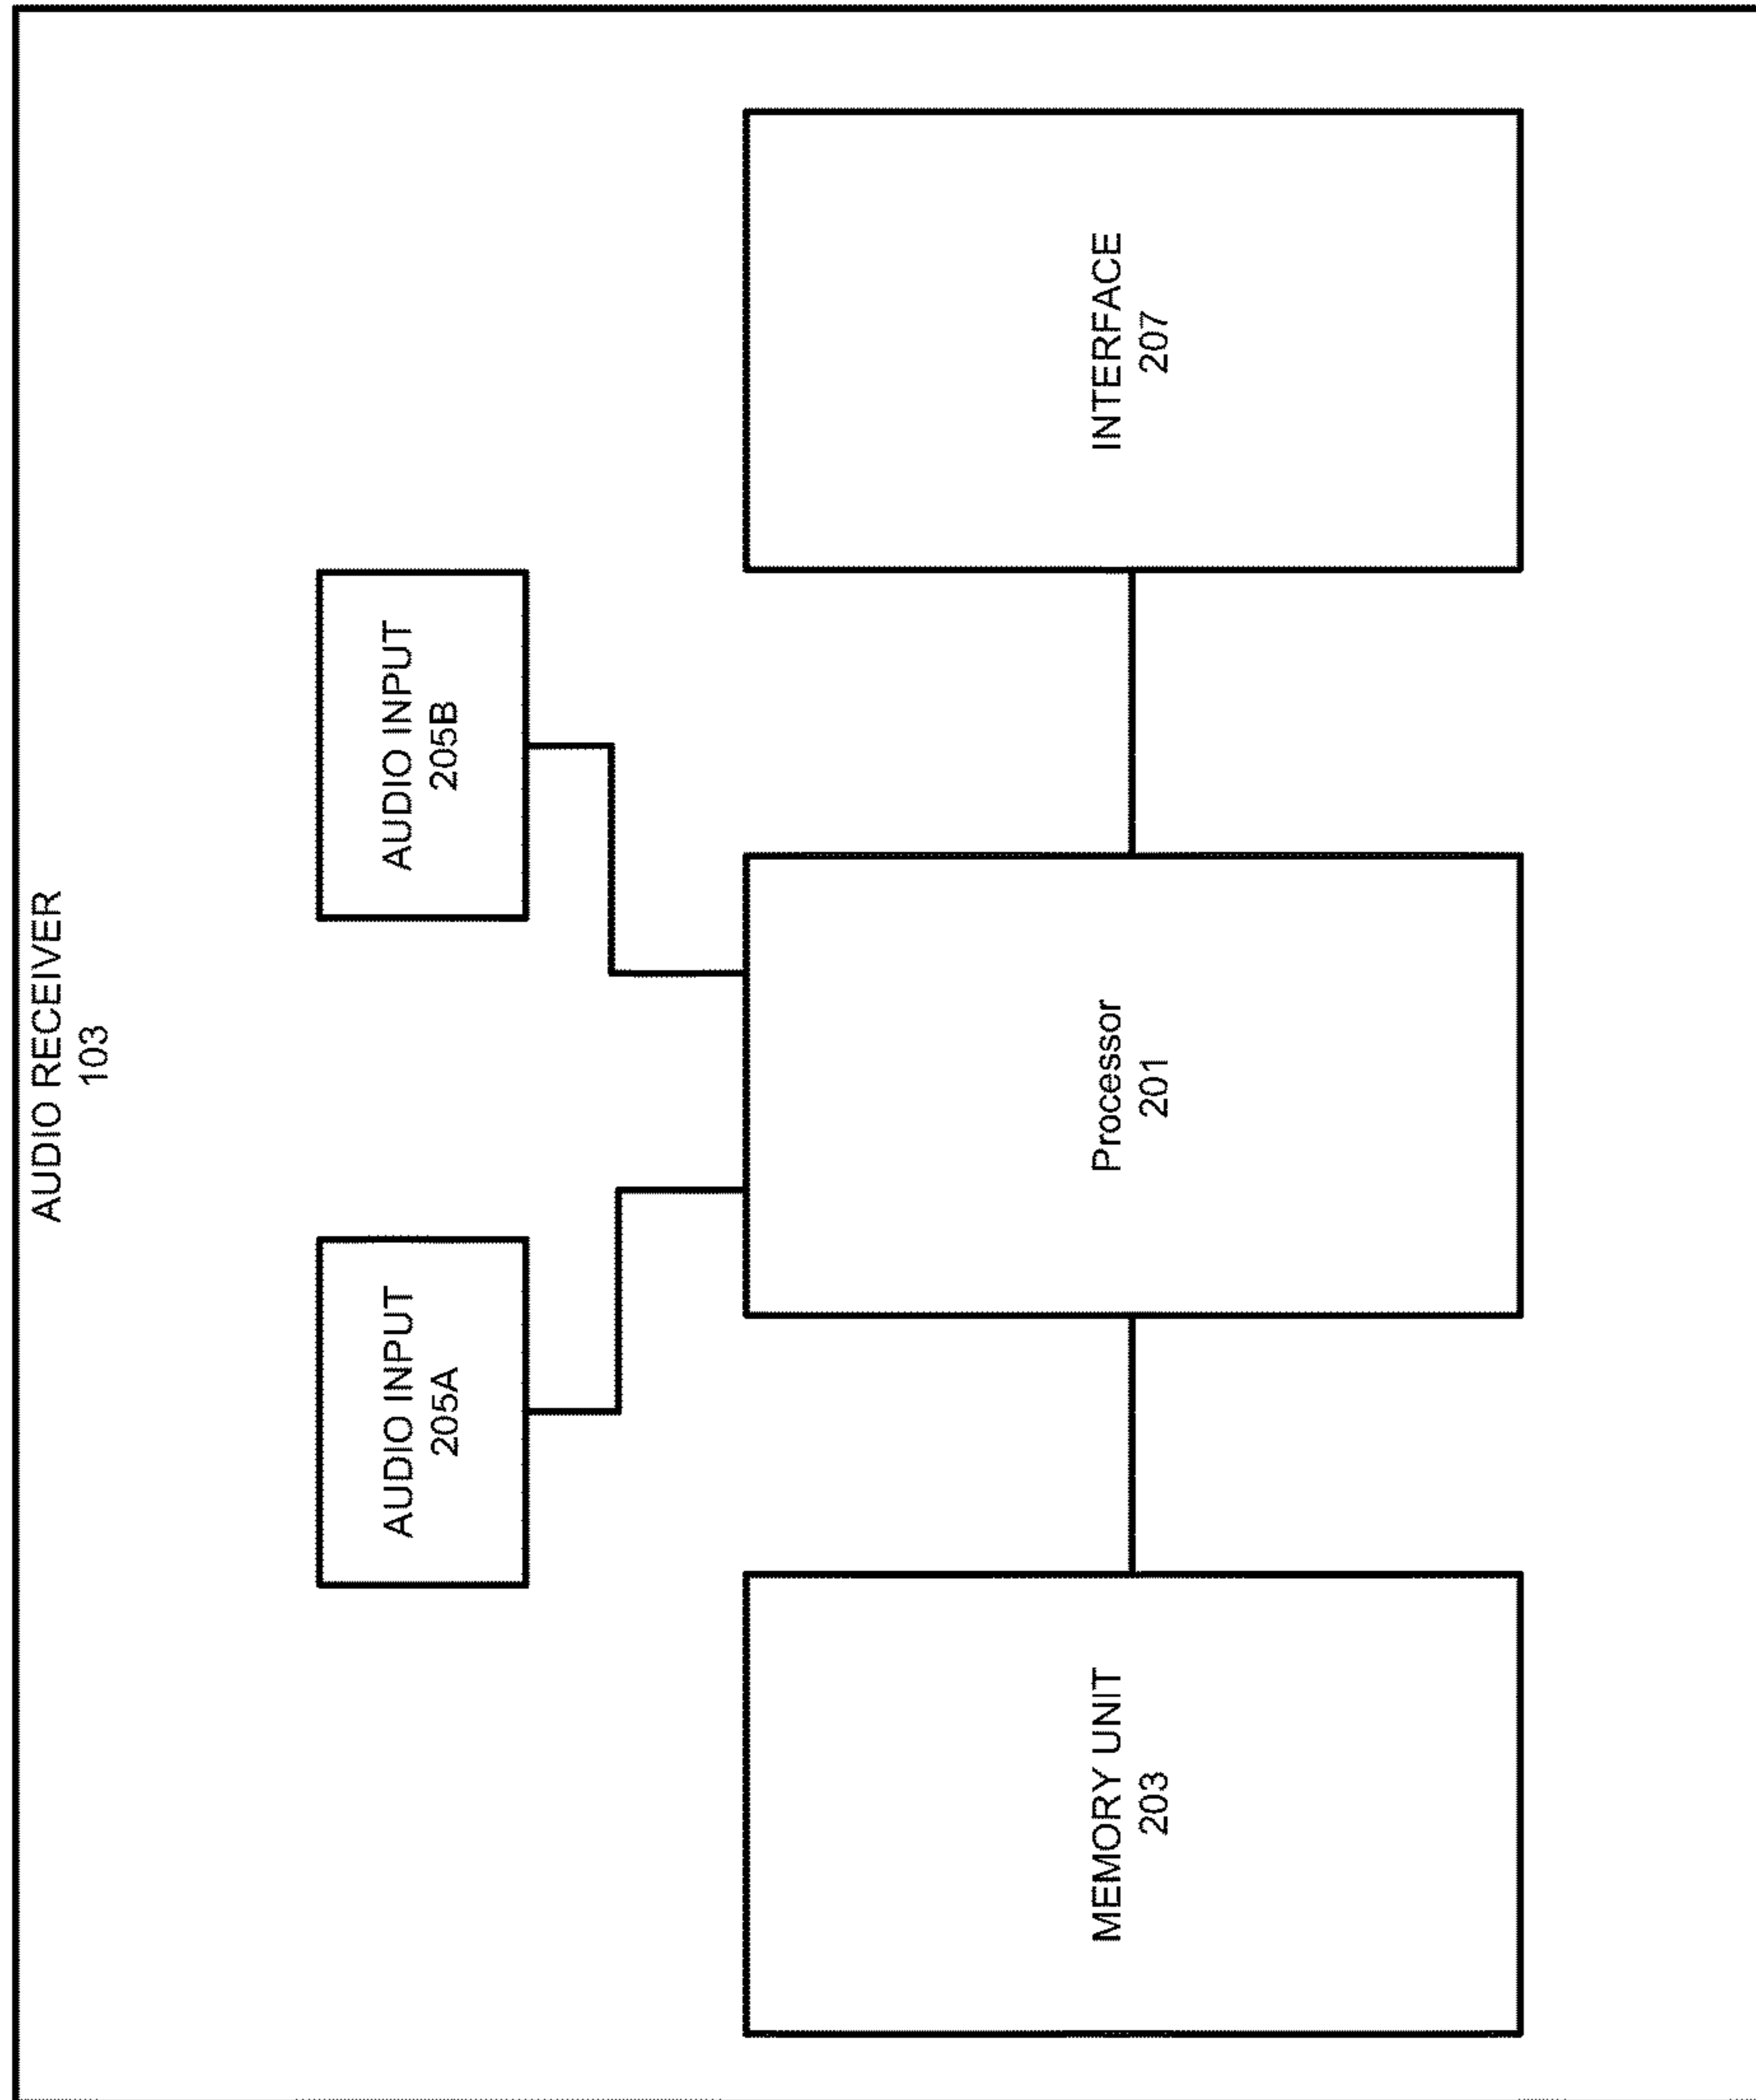 AUDIO RECEIVER
103
AUDIO INPUT
205A
AUDIO INPUT
205B
MEMORY UNIT
203
Processor
201
INTERFACE
207